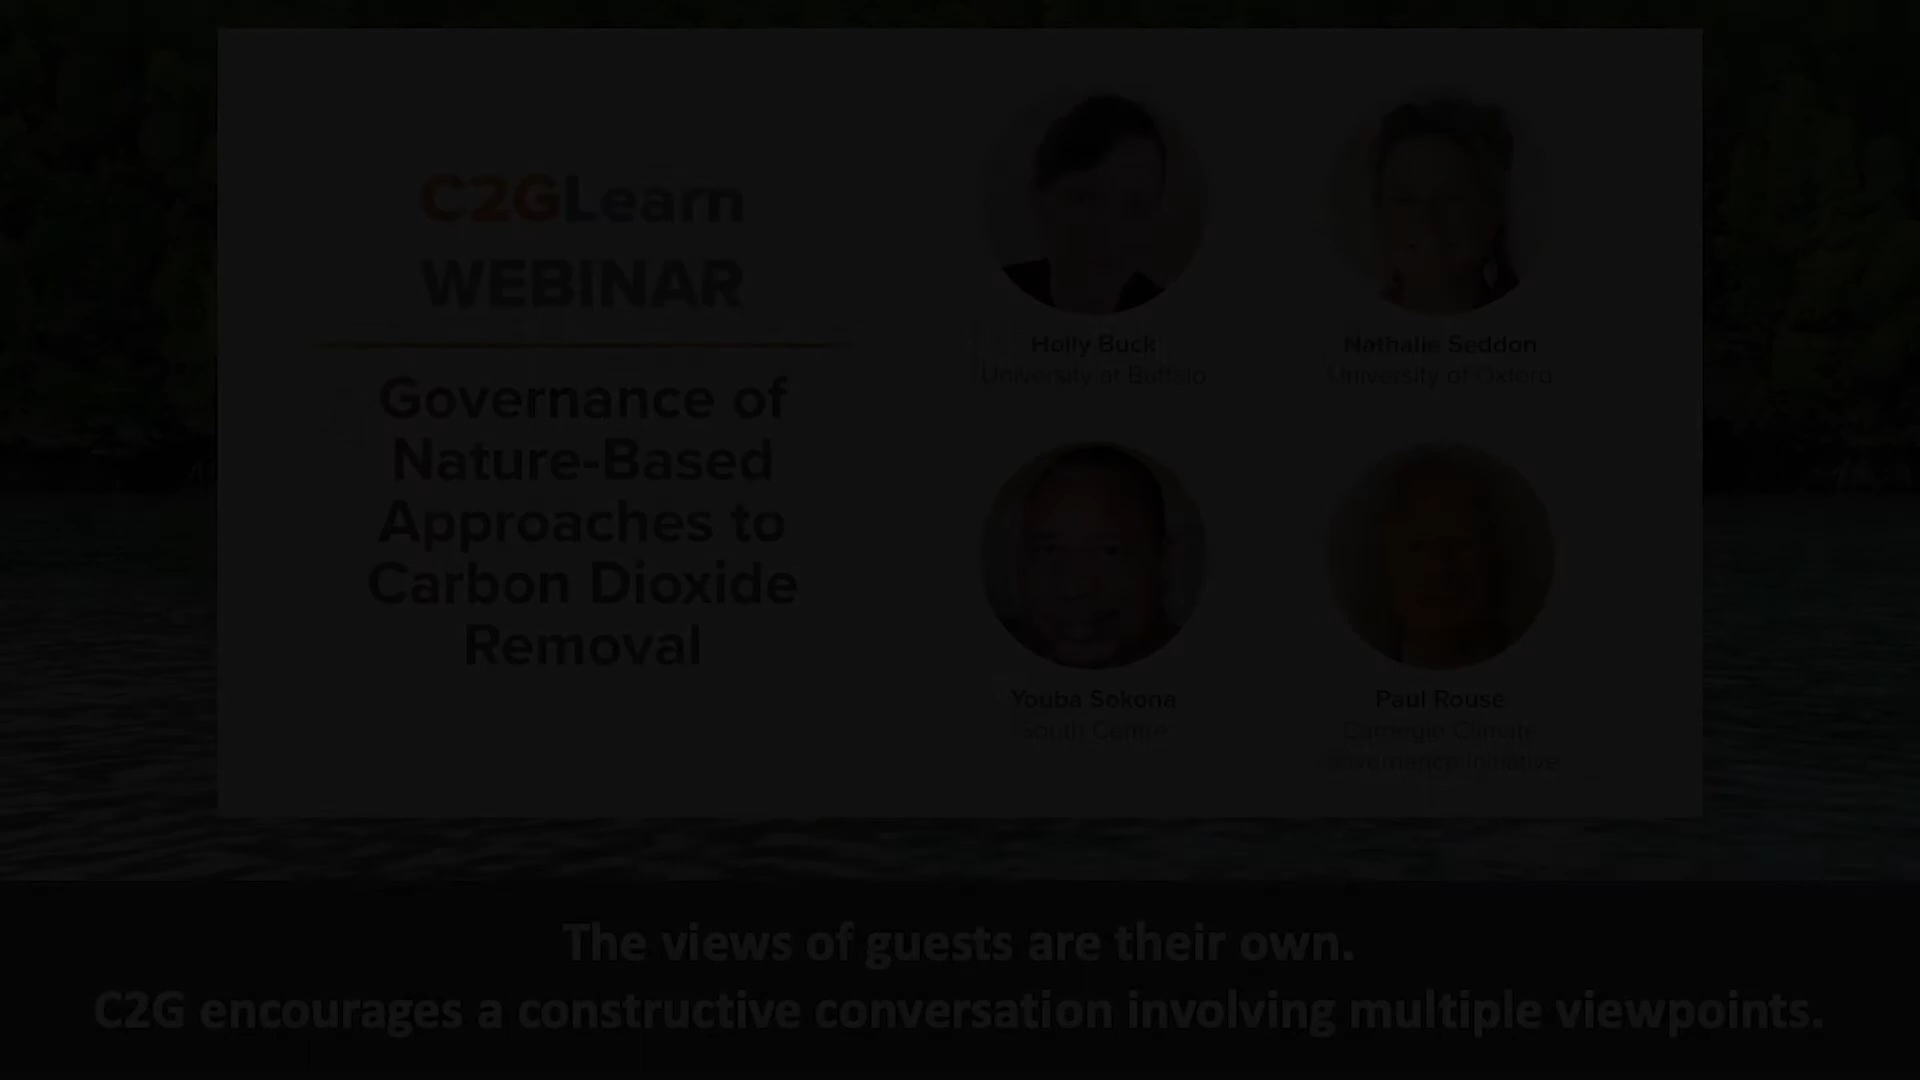 C2GLearn
WEBINAR
Governance of
Nature-Based
Approaches to
Carbon Dioxide
Removal
Holly Buck
University at Buffalo
Nathalie Seddon
University of Oxford
Youba Sokona
South Centre
Paul Rouse
Carnegie Climate
Governance Initiative
The views of guests are their own.
C2G encourages a constructive conversation involving multiple viewpoints.